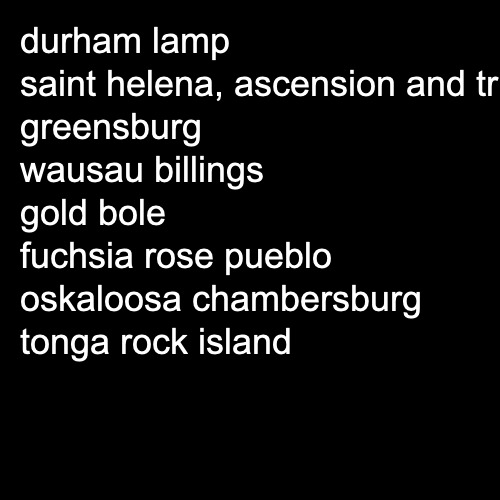 durham lamp
saint helena, ascension and tr
greensburg
wausau billings
gold bole
fuchsia rose pueblo
oskaloosa chambersburg
tonga rock island